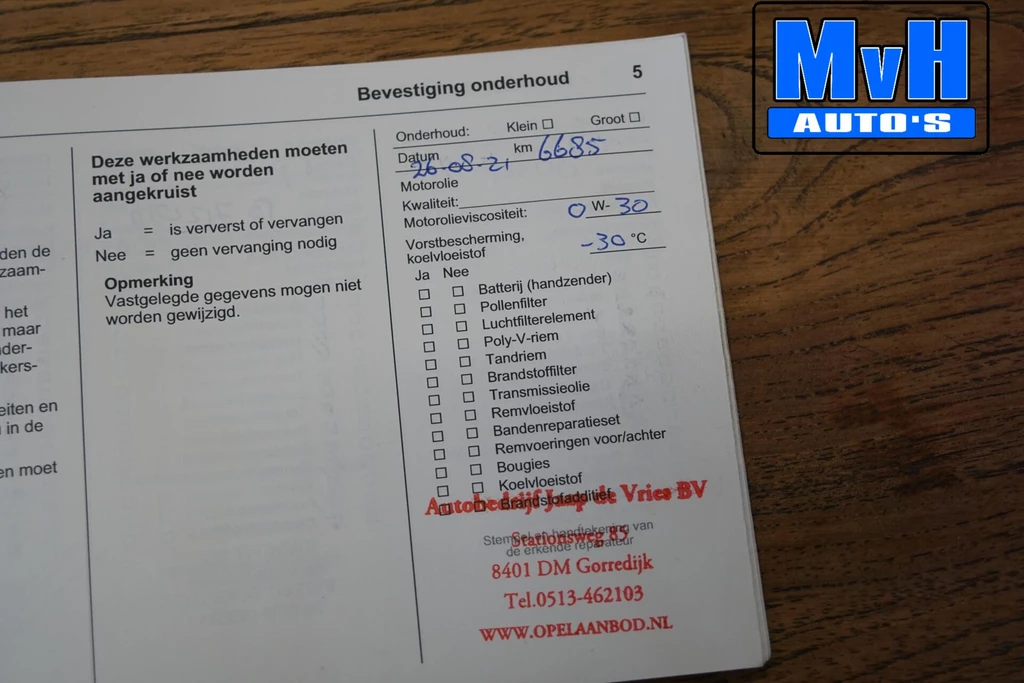 MvH
AUTO'S
Bevestiging onderhoud 5
den de
zaam-
het
maar
der-
kers-
eiten en
in de
en moet
Deze werkzaamheden moeten
met ja of nee worden
aangekruist
Ja = is ververst of vervangen
Nee = geen vervanging nodig
Opmerking
Vastgelegde gegevens mogen niet
worden gewijzigd.
Onderhoud: Klein ☐ Groot ☐
Datum 26-08-21 km 6685
Motorolie
Kwaliteit:
Motorolieviscositeit: 0 W- 30
Vorstbescherming,
koelvloeistof -30 °C
Ja Nee
☐ ☐ Batterij (handzender)
☐ ☐ Pollenfilter
☐ ☐ Luchtfilterelement
☐ ☐ Poly-V-riem
☐ ☐ Tandriem
☐ ☐ Brandstoffilter
☐ ☐ Transmissieolie
☐ ☐ Remvloeistof
☐ ☐ Bandenreparatieset
☐ ☐ Remvoeringen voor/achter
☐ ☐ Bougies
☐ ☐ Koelvloeistof
☐ ☐ Brandstofadditief
Autobedrijf Jaap de Vries BV
Stempel en handtekening van
de erkende reparateur
Stationsweg 85
8401 DM Gorredijk
Tel.0513-462103
WWW.OPELAANBOD.NL